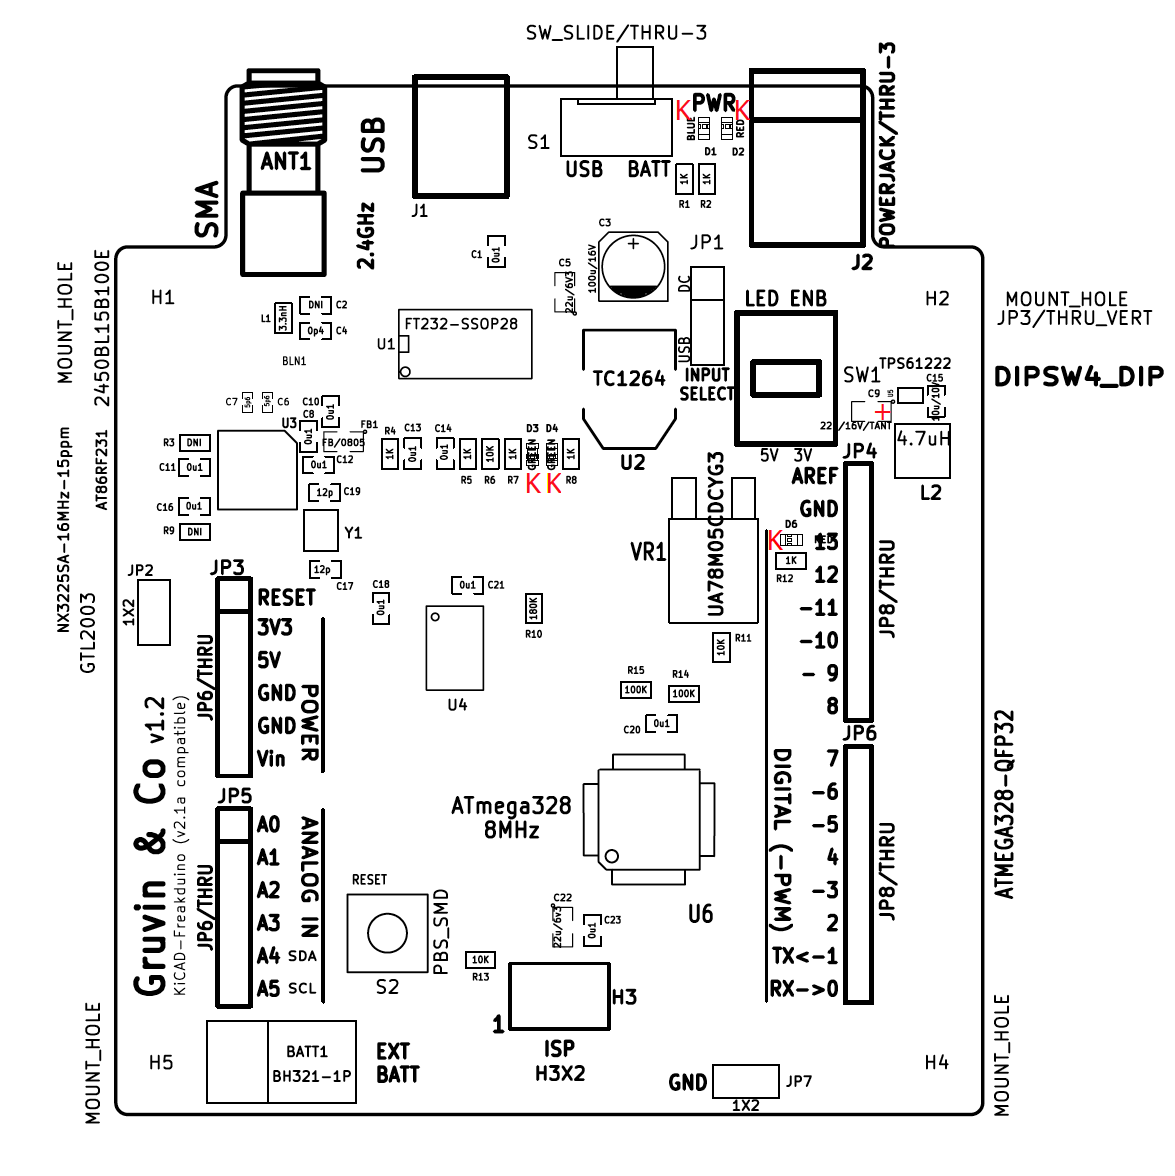 SW_SLIDE/THRU-3
K
PWR
K
BLUE
RED
D1
D2
S1
USB
BATT
1K
1K
R1
R2
POWERJACK/THRU-3
J2
ANT1
SMA
USB
2.4GHz
J1
C1
0u1
C3
100u/16V
+
C5
22u/6V3
JP1
DC
USB
INPUT
SELECT
LED ENB
5V
3V
SW1
H1
H2
MOUNT_HOLE
2450BL15B100E
MOUNT_HOLE
JP3/THRU_VERT
DIPSW4_DIP
L1
3.3nH
DNI
C2
0p4
C4
BLN1
FT232-SSOP28
U1
TC1264
U2
TPS61222
U5
C15
10u/10V
C9
+
4.7uH
L2
C7
5p6
5p6
C6
C10
0u1
C8
0u1
U3
FB1
FB/0805
R3
DNI
C11
0u1
0u1
C12
12p
C19
C16
0u1
R9
DNI
Y1
12p
C17
R4
1K
C13
0u1
C14
0u1
1K
R5
10K
R6
1K
R7
D3
GREEN
K
D4
GREEN
K
1K
R8
AT86RF231
NX3225SA-16MHz-15ppm
GTL2003
UA78M05CDCYG3
VR1
D6
K
1K
R12
JP4
AREF
GND
13
12
-11
-10
- 9
8
JP8/THRU
JP2
1X2
JP3
RESET
3V3
5V
GND
GND
Vin
JP6/THRU
POWER
C18
0u1
0u1
C21
180K
R10
U4
10K
R11
R15
100K
R14
100K
C20
0u1
JP6
7
-6
-5
4
-3
2
TX<-1
RX->0
DIGITAL (-PWM)
JP8/THRU
ATMEGA328-QFP32
Gruvin & Co v1.2
KiCAD-Freakduino (v2.1a compatible)
JP5
A0
A1
A2
A3
A4 SDA
A5 SCL
JP6/THRU
ANALOG IN
ATmega328
8MHz
U6
RESET
PBS_SMD
S2
C22
22u/6v3
0u1
C23
10K
R13
H3
1
ISP
H3X2
MOUNT_HOLE
H5
BATT1
BH321-1P
EXT
BATT
GND
JP7
1X2
H4
MOUNT_HOLE